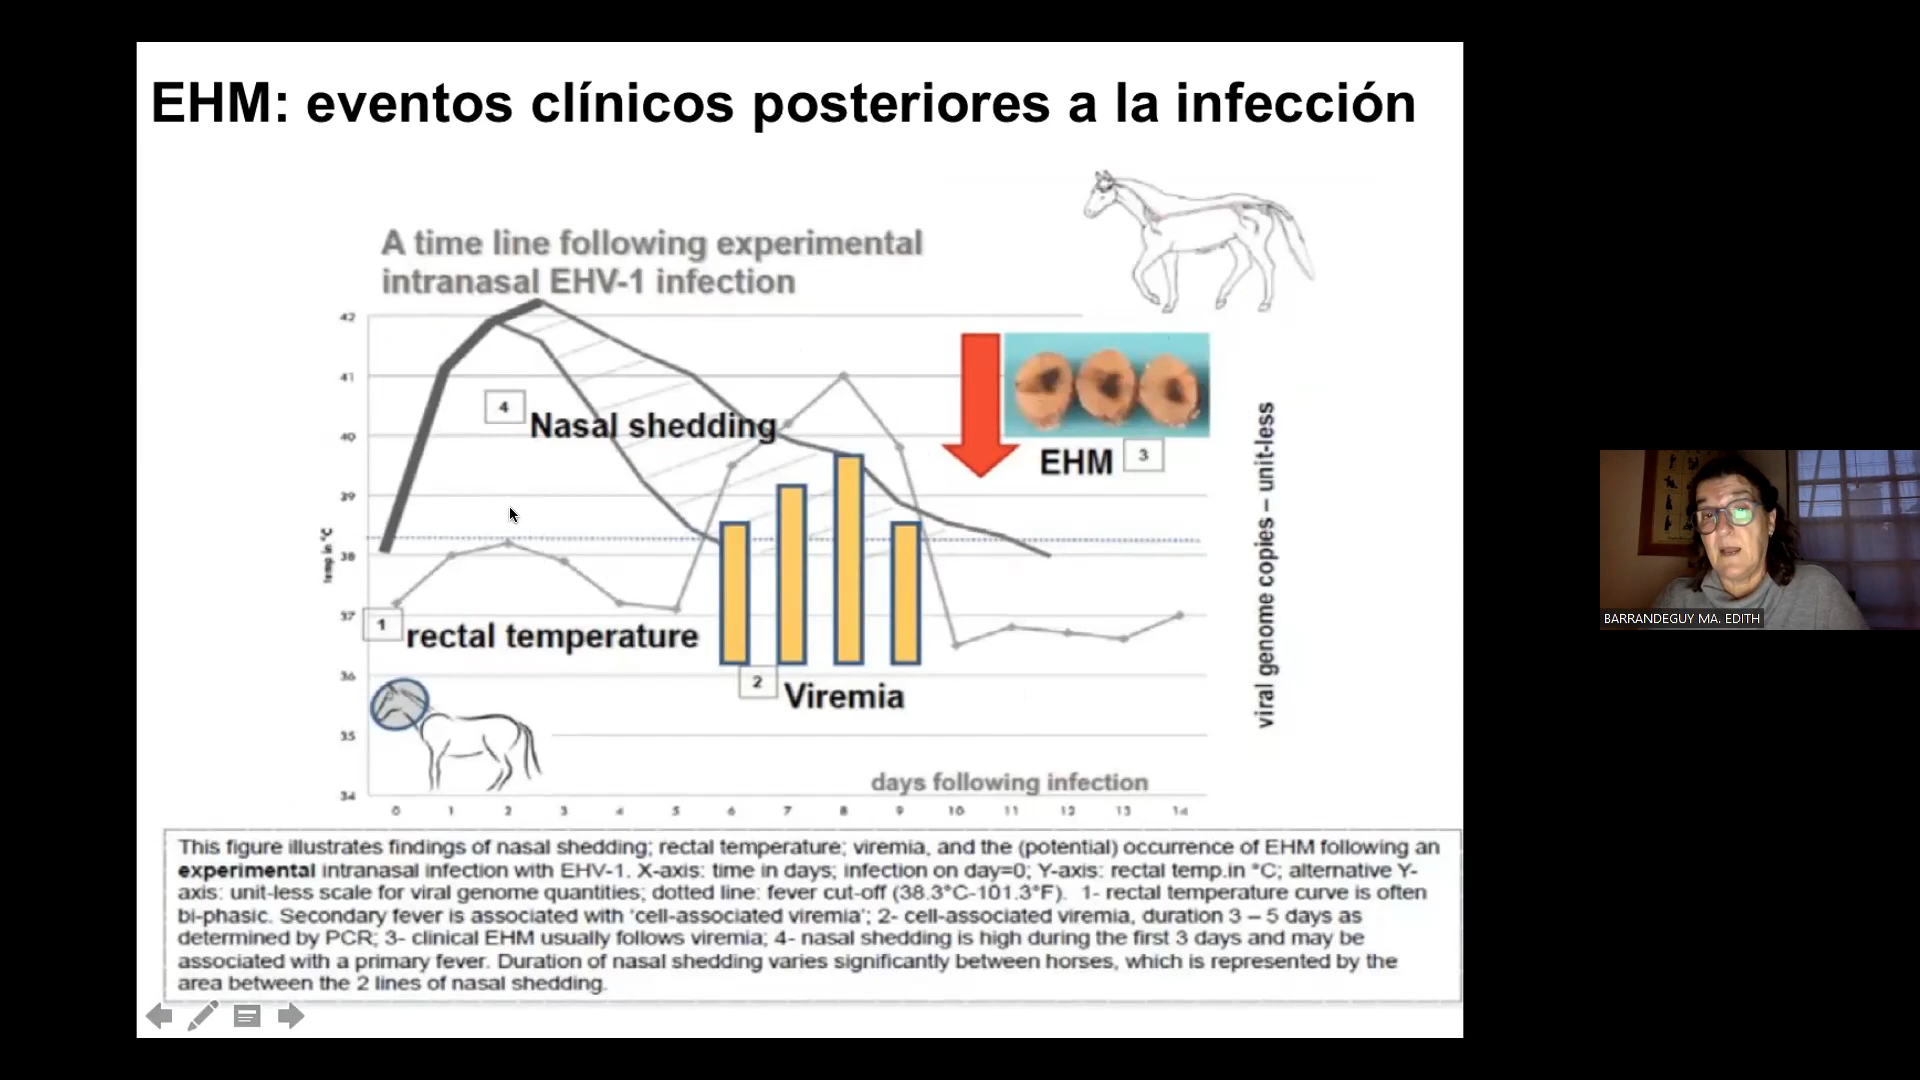 EHM: eventos clínicos posteriores a la infección
A time line following experimental
intranasal EHV-1 infection
42
41
40
39
38
37
36
35
34
temp in °C
4
Nasal shedding
EHM
3
1
rectal temperature
2
Viremia
viral genome copies – unit-less
days following infection
0 1 2 3 4 5 6 7 8 9 10 11 12 13 14
This figure illustrates findings of nasal shedding; rectal temperature; viremia, and the (potential) occurrence of EHM following an
experimental intranasal infection with EHV-1. X-axis: time in days; infection on day=0; Y-axis: rectal temp.in °C; alternative Y-
axis: unit-less scale for viral genome quantities; dotted line: fever cut-off (38.3°C-101.3°F). 1- rectal temperature curve is often
bi-phasic. Secondary fever is associated with 'cell-associated viremia'; 2- cell-associated viremia, duration 3 – 5 days as
determined by PCR; 3- clinical EHM usually follows viremia; 4- nasal shedding is high during the first 3 days and may be
associated with a primary fever. Duration of nasal shedding varies significantly between horses, which is represented by the
area between the 2 lines of nasal shedding.
BARRANDEGUY MA. EDITH